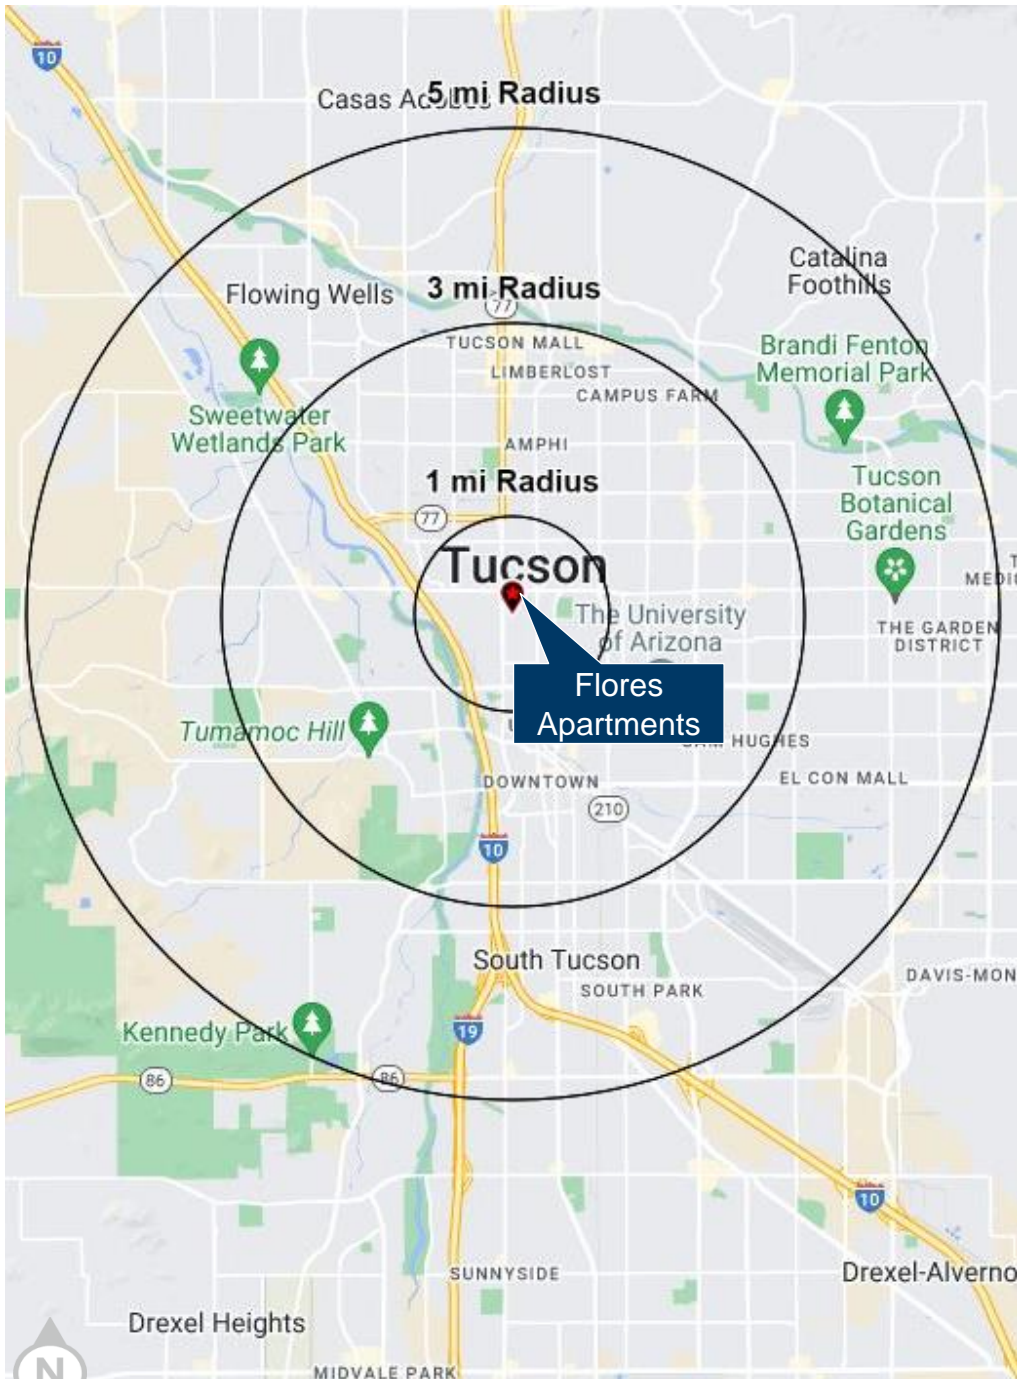 10
Casas Adobes
5 mi Radius
Catalina
Foothills
Flowing Wells
3 mi Radius
77
TUCSON MALL
LIMBERLOST
CAMPUS FARM
Brandi Fenton
Memorial Park
Sweetwater
Wetlands Park
AMPHI
1 mi Radius
Tucson
Botanical
Gardens
77
Tucson
MEDI
The University
of Arizona
THE GARDEN
DISTRICT
Flores
Apartments
Tumamoc Hill
HUGHES
DOWNTOWN
EL CON MALL
210
10
South Tucson
SOUTH PARK
DAVIS-MON
Kennedy Park
19
86
86
10
SUNNYSIDE
Drexel-Alverno
Drexel Heights
MIDVALE PARK
N